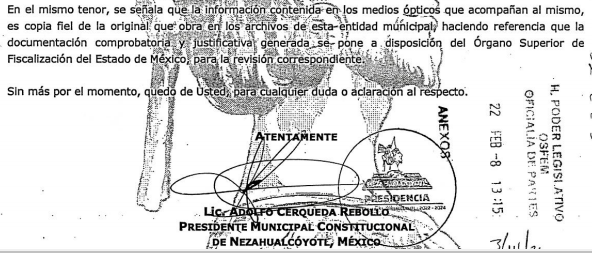 En el mismo tenor, se señala que la información contenida en los medios ópticos que acompañan al mismo,
es copia fiel de la original que obra en los archivos de esta entidad municipal, haciendo referencia que la
documentación comprobatoria y justificativa generada se pone a disposición del Órgano Superior de
Fiscalización del Estado de México, para la revisión correspondiente.
Sin más por el momento, quedo de Usted, para cualquier duda o aclaración al respecto.
ATENTAMENTE
LIC. ADOLFO CERQUEDA REBOLLO
PRESIDENTE MUNICIPAL CONSTITUCIONAL
DE NEZAHUALCÓYOTL, MÉXICO
PRESIDENCIA
2022 - 2024
ANEXOS
22 FEB -8 13:15
H. PODER LEGISLATIVO
OSFEM
OFICIALÍA DE PARTES